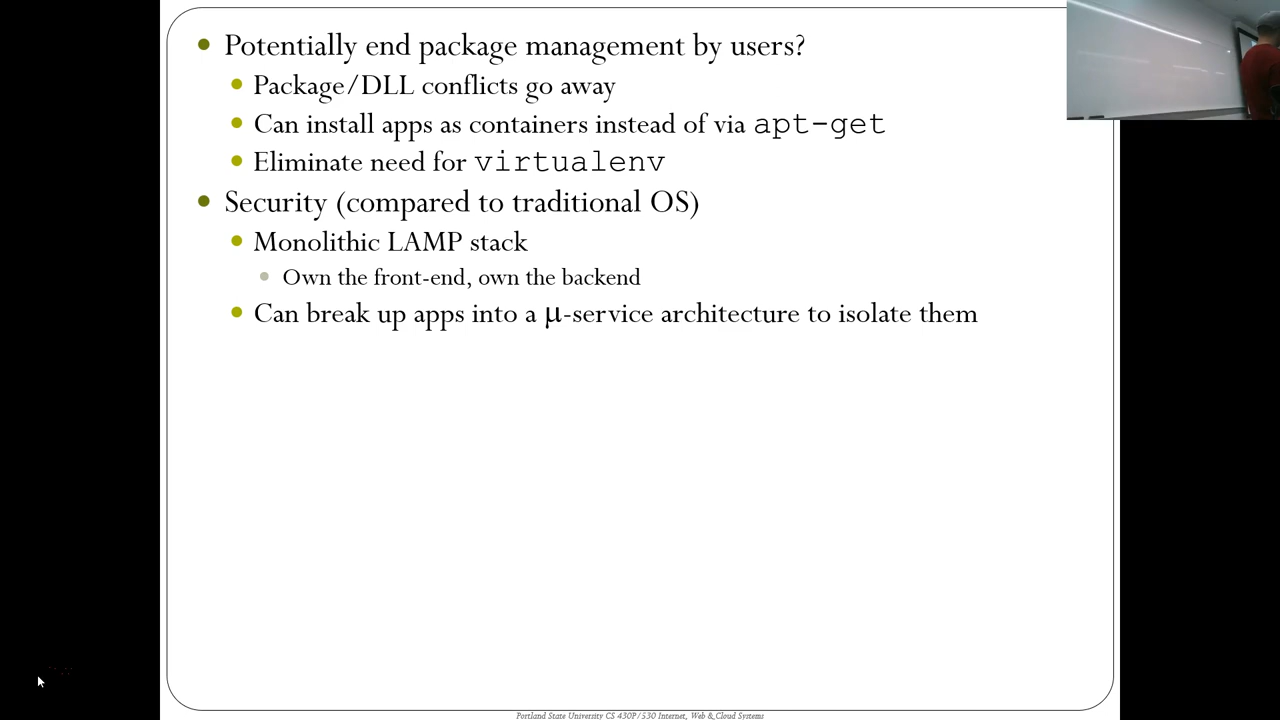 Potentially end package management by users?
Package/DLL conflicts go away
Can install apps as containers instead of via apt-get
Eliminate need for virtualenv
Security (compared to traditional OS)
Monolithic LAMP stack
Own the front-end, own the backend
Can break up apps into a µ-service architecture to isolate them
Portland State University CS 430P/530 Internet, Web & Cloud Systems